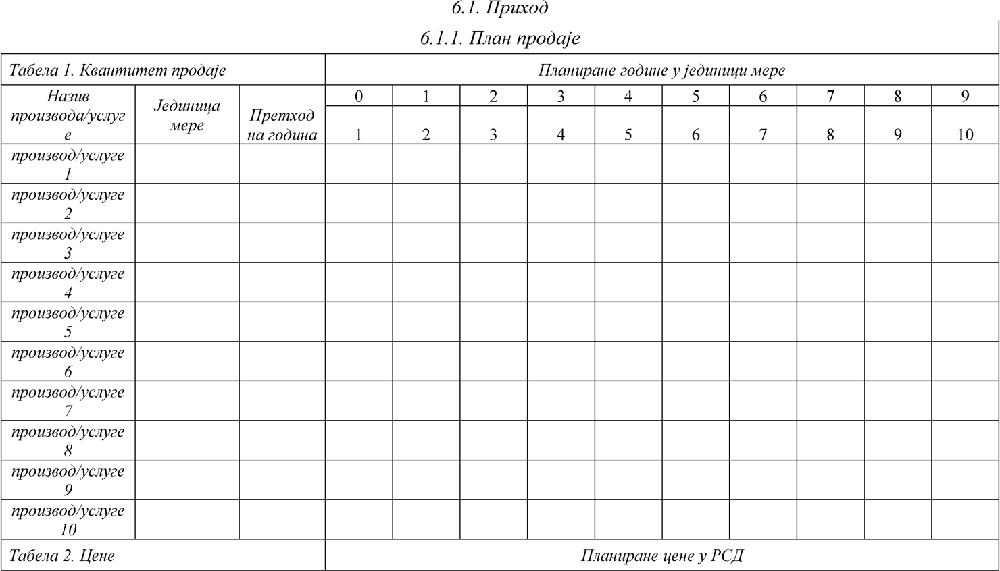 6.1. Приход
6.1.1. План продаје
Табела 1. Квантитет продаје
Планиране године у јединици мере
Назив
производа/услуг
е
Јединица
мере
Претход
на година
0 1 2 3 4 5 6 7 8 9
1 2 3 4 5 6 7 8 9 10
производ/услуге
1
производ/услуге
2
производ/услуге
3
производ/услуге
4
производ/услуге
5
производ/услуге
6
производ/услуге
7
производ/услуге
8
производ/услуге
9
производ/услуге
10
Табела 2. Цене
Планиране цене у РСД